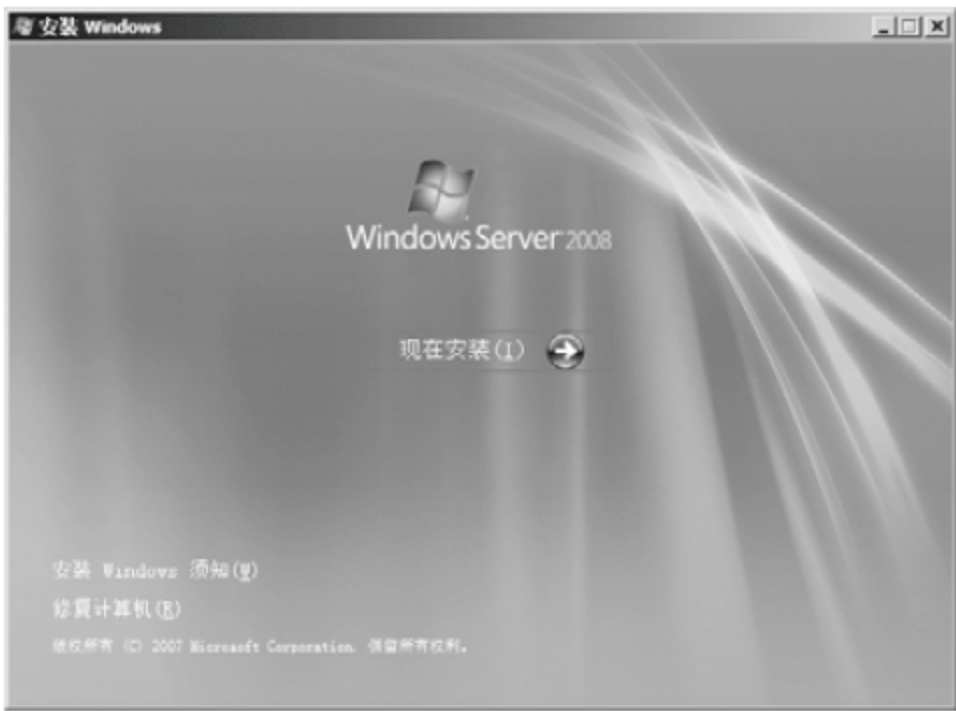 安装 Windows
Windows Server 2008
现在安装(I)
安装 Windows 须知(W)
修复计算机(R)
版权所有 (C) 2007 Microsoft Corporation. 保留所有权利。